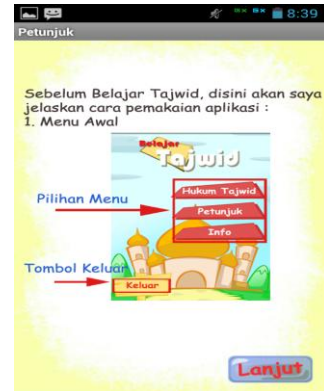 8:39
Petunjuk
Sebelum Belajar Tajwid, disini akan saya
jelaskan cara pemakaian aplikasi :
1. Menu Awal
Belajar
Tajwid
Hukum Tajwid
Pilihan Menu
Petunjuk
Info
Tombol Keluar
Keluar
Lanjut